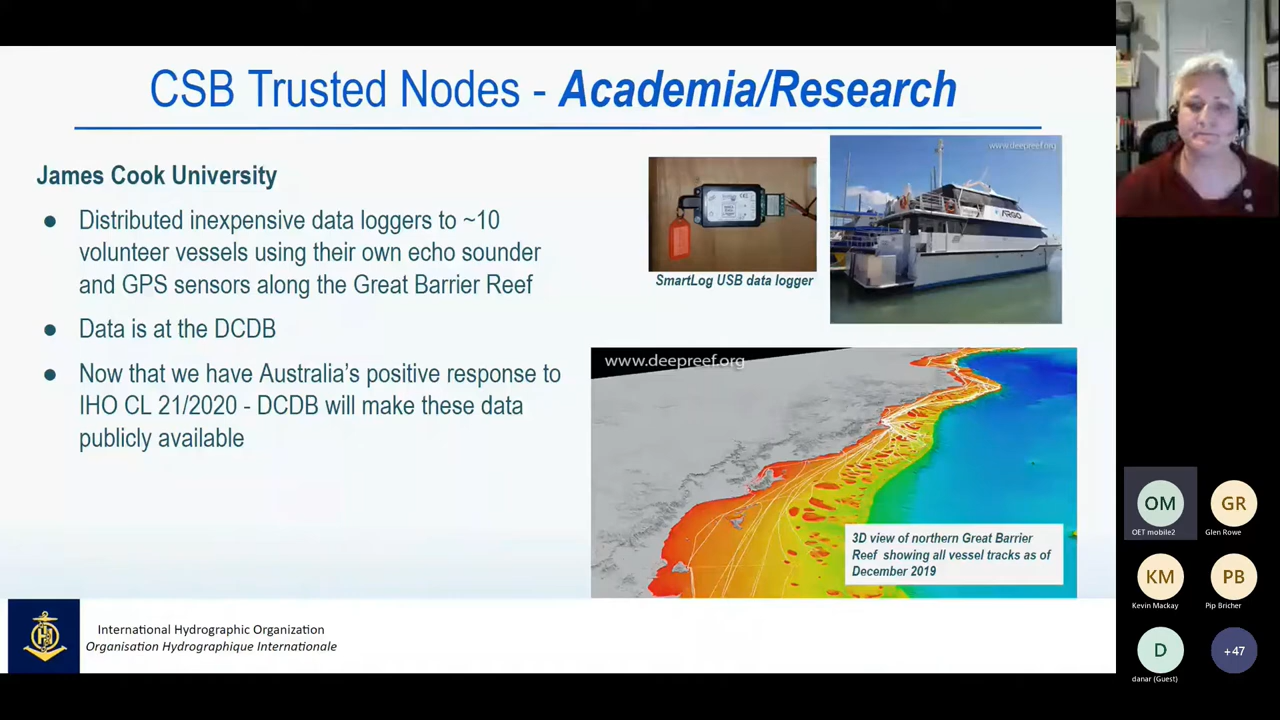 CSB Trusted Nodes - Academia/Research
James Cook University
Distributed inexpensive data loggers to ~10
volunteer vessels using their own echo sounder
and GPS sensors along the Great Barrier Reef
Data is at the DCDB
Now that we have Australia's positive response to
IHO CL 21/2020 - DCDB will make these data
publicly available
SmartLog USB data logger
www.deepreef.org
ARGO
www.deepreef.org
3D view of northern Great Barrier
Reef showing all vessel tracks as of
December 2019
International Hydrographic Organization
Organisation Hydrographique Internationale
OM
OET mobile2
GR
Glen Rowe
KM
Kevin Mackay
PB
Pip Bricher
D
danar (Guest)
+47